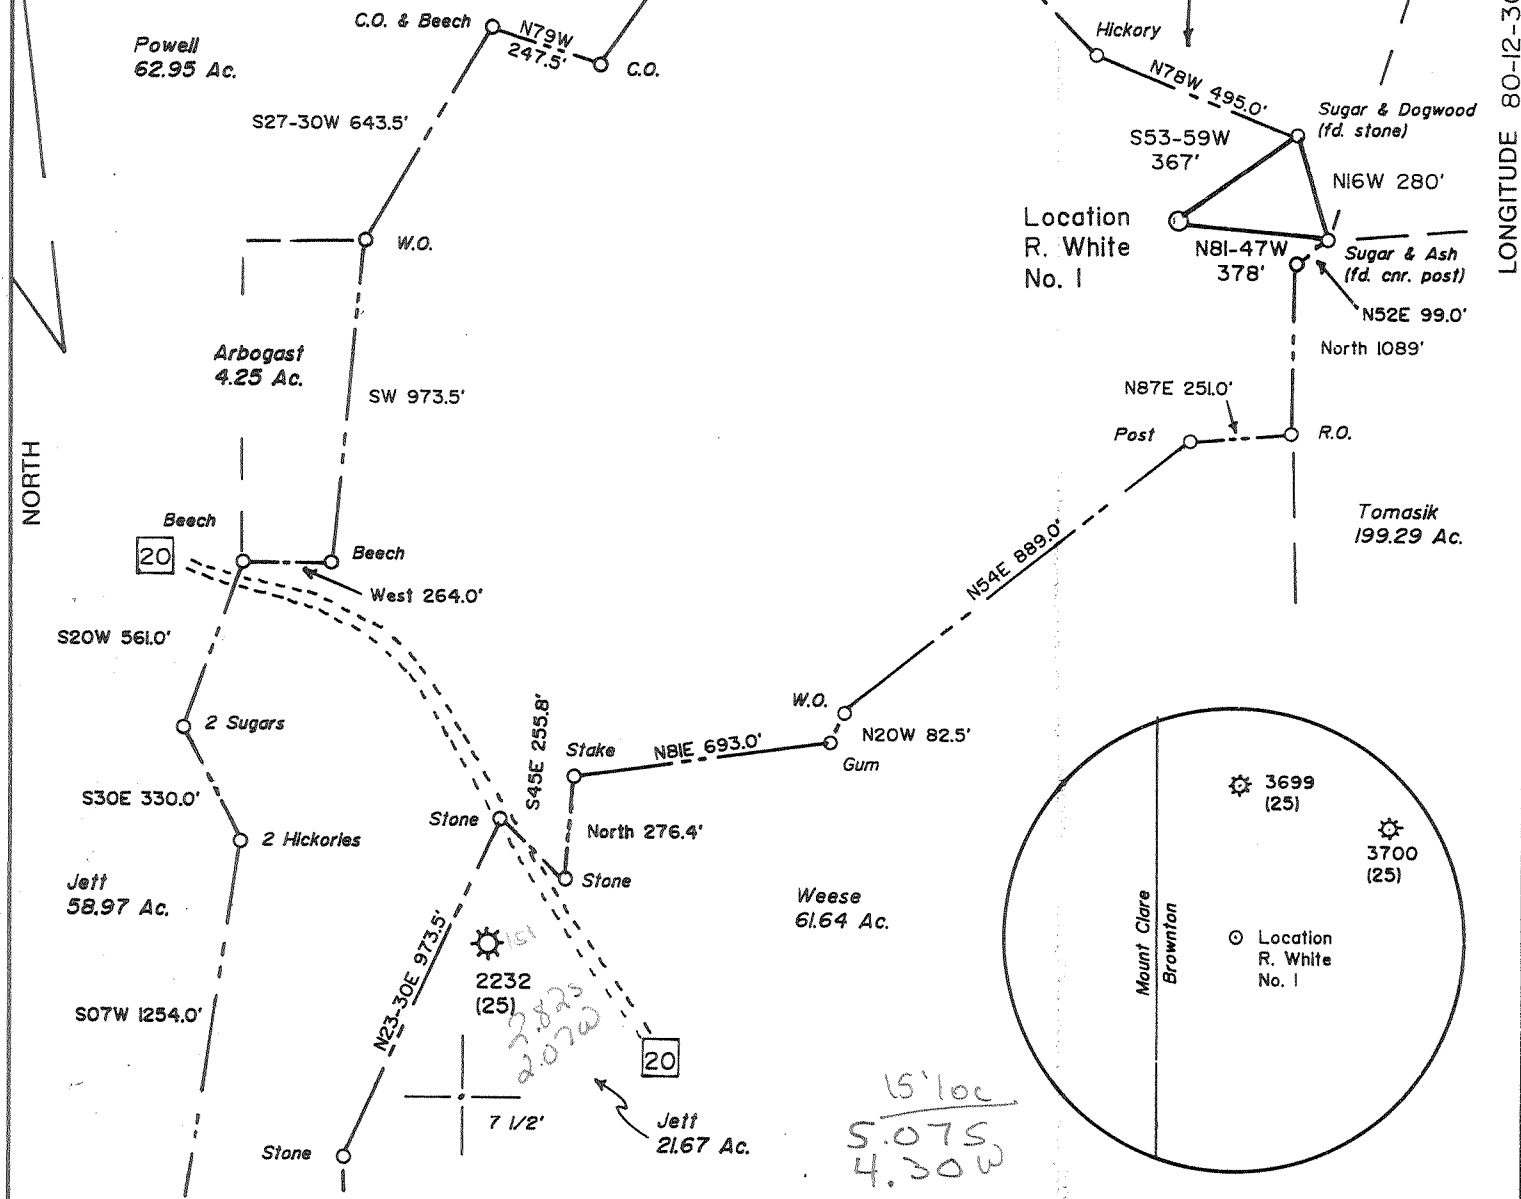 C.O. & Beech
N79W
247.5'
C.O.
Powell
62.95 Ac.
S27-30W 643.5'
W.O.
Arbogast
4.25 Ac.
SW 973.5'
NORTH
Beech
20
Beech
West 264.0'
S20W 561.0'
2 Sugars
S30E 330.0'
2 Hickories
Jett
58.97 Ac.
S07W 1254.0'
Hickory
N78W 495.0'
Sugar & Dogwood
(fd. stone)
S53-59W
367'
N16W 280'
Location
R. White
No. 1
N81-47W
378'
Sugar & Ash
(fd. cnr. post)
N52E 99.0'
North 1089'
N87E 251.0'
Post
R.O.
Tomasik
199.29 Ac.
N54E 889.0'
W.O.
N20W 82.5'
Gum
N81E 693.0'
Stake
S45E 255.8'
Stone
North 276.4'
Stone
Weese
61.64 Ac.
N23-30E 973.5'
151
2232
(25)
2.82s
2.07w
20
7 1/2'
Jett
21.67 Ac.
Stone
15' loc
5.07S
4.30W
3699
(25)
3700
(25)
Mount Clare
Brownton
Location
R. White
No. 1
LONGITUDE 80-12-30